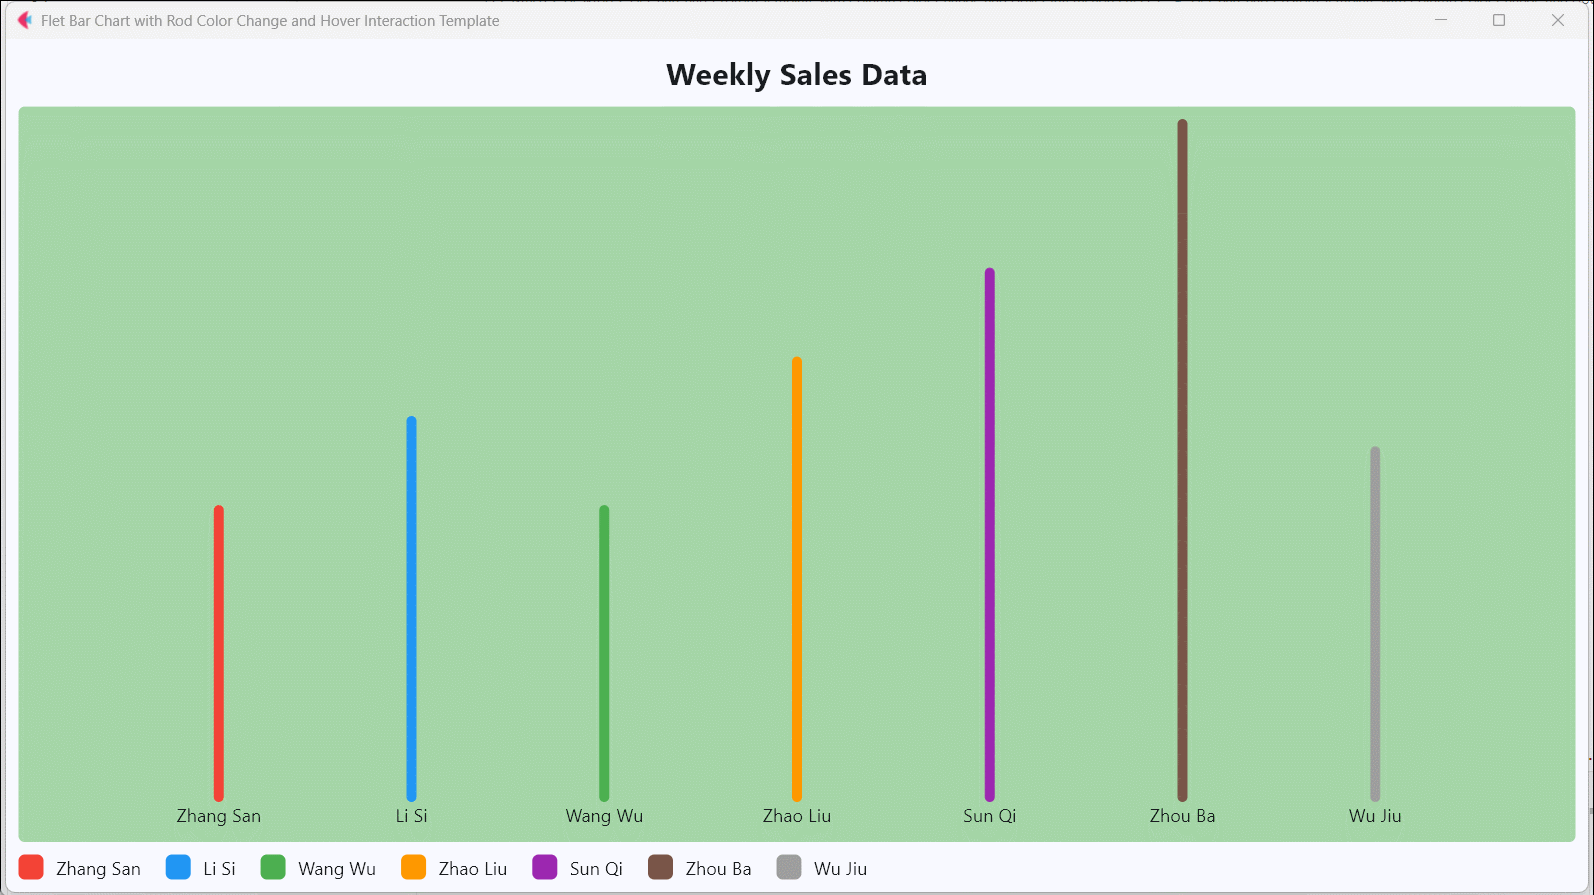 Flet Bar Chart with Rod Color Change and Hover Interaction Template
Weekly Sales Data
Zhang San Li Si Wang Wu Zhao Liu Sun Qi Zhou Ba Wu Jiu
Zhang San Li Si Wang Wu Zhao Liu Sun Qi Zhou Ba Wu Jiu